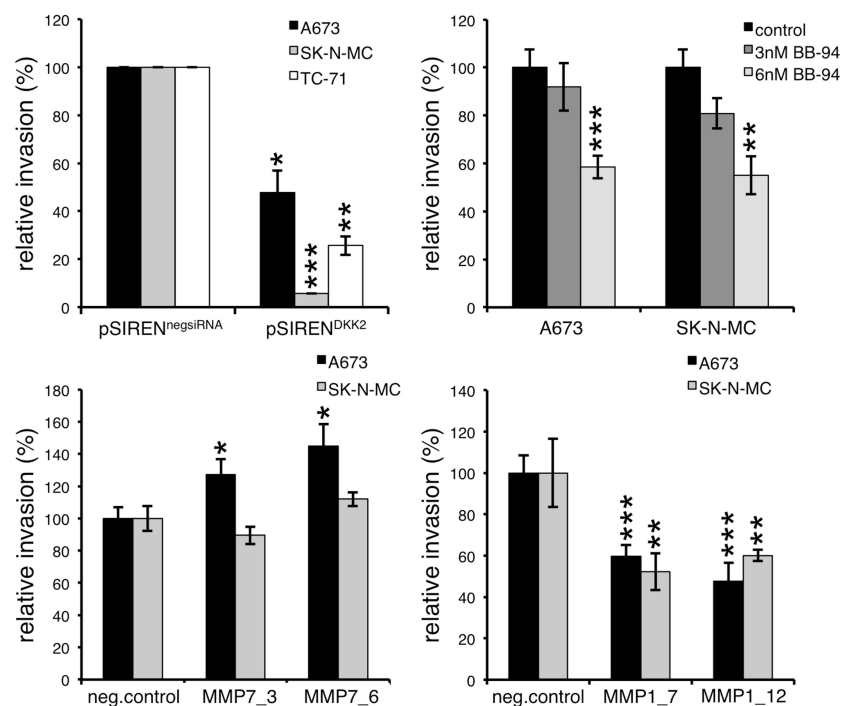 relative invasion (%)
120
100
80
60
40
20
0
A673
SK-N-MC
TC-71
*
***
**
pSIRENnegsiRNA
pSIRENDKK2
relative invasion (%)
120
100
80
60
40
20
0
control
3nM BB-94
6nM BB-94
***
**
A673
SK-N-MC
relative invasion (%)
180
160
140
120
100
80
60
40
20
0
A673
SK-N-MC
*
*
neg.control
MMP7_3
MMP7_6
relative invasion (%)
140
120
100
80
60
40
20
0
A673
SK-N-MC
***
**
***
**
neg.control
MMP1_7
MMP1_12